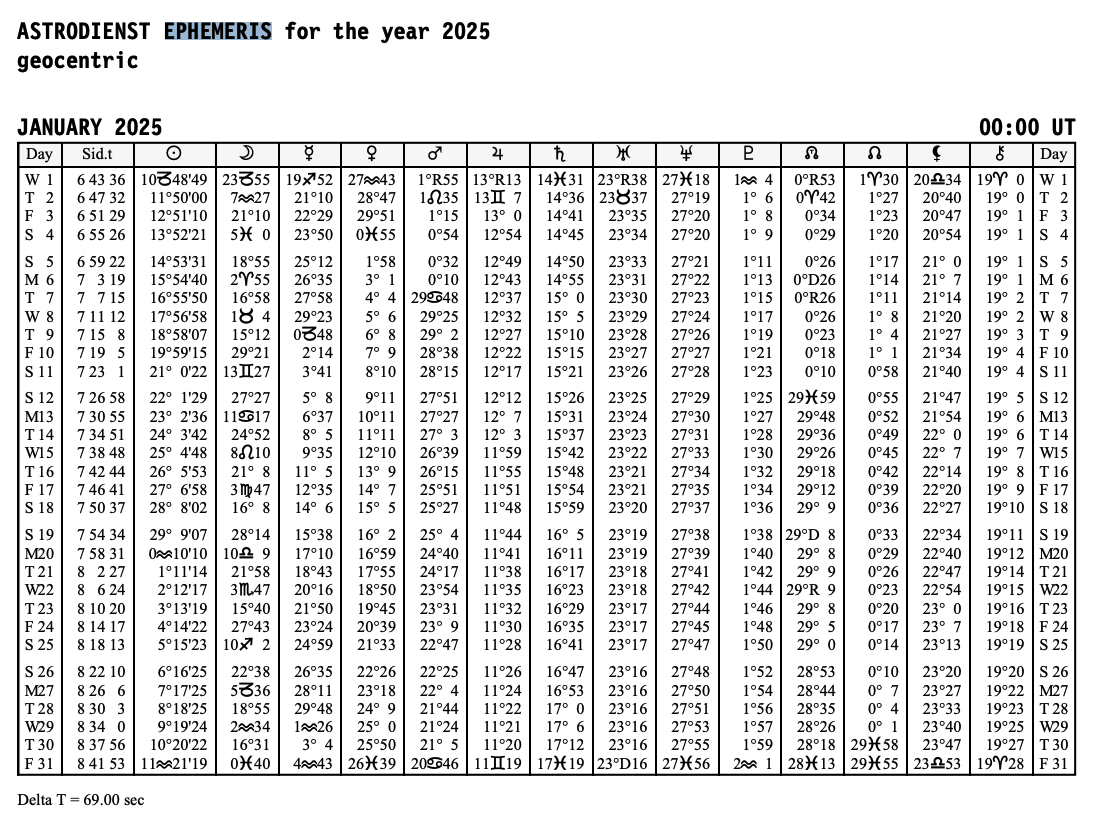 ASTRODIENST EPHEMERIS for the year 2025
geocentric
JANUARY 2025 00:00 UT
Day Sid.t ☉ ☽ ☿ ♀ ♂ ♃ ♄ ♅ ♆ ♇ ☊ ☊ ⚸ ⚷ Day
W 1 6 43 36 10♑48'49 23♑55 19♐52 27♒43 1°R55 13°R13 14♓31 23°R38 27♓18 1♒ 4 0°R53 1♈30 20♎34 19♈ 0 W 1
T 2 6 47 32 11°50'00 7♒27 21°10 28°47 1♌35 13♊ 7 14°36 23♉37 27°19 1° 6 0♈42 1°27 20°40 19° 0 T 2
F 3 6 51 29 12°51'10 21°10 22°29 29°51 1°15 13° 0 14°41 23°35 27°20 1° 8 0°34 1°23 20°47 19° 1 F 3
S 4 6 55 26 13°52'21 5♓ 0 23°50 0♓55 0°54 12°54 14°45 23°34 27°20 1° 9 0°29 1°20 20°54 19° 1 S 4
S 5 6 59 22 14°53'31 18°55 25°12 1°58 0°32 12°49 14°50 23°33 27°21 1°11 0°26 1°17 21° 0 19° 1 S 5
M 6 7 3 19 15°54'40 2♈55 26°35 3° 1 0°10 12°43 14°55 23°31 27°22 1°13 0°D26 1°14 21° 7 19° 1 M 6
T 7 7 7 15 16°55'50 16°58 27°58 4° 4 29♋48 12°37 15° 0 23°30 27°23 1°15 0°R26 1°11 21°14 19° 2 T 7
W 8 7 11 12 17°56'58 1♉ 4 29°23 5° 6 29°25 12°32 15° 5 23°29 27°24 1°17 0°26 1° 8 21°20 19° 2 W 8
T 9 7 15 8 18°58'07 15°12 0♑48 6° 8 29° 2 12°27 15°10 23°28 27°26 1°19 0°23 1° 4 21°27 19° 3 T 9
F 10 7 19 5 19°59'15 29°21 2°14 7° 9 28°38 12°22 15°15 23°27 27°27 1°21 0°18 1° 1 21°34 19° 4 F 10
S 11 7 23 1 21° 0'22 13♊27 3°41 8°10 28°15 12°17 15°21 23°26 27°28 1°23 0°10 0°58 21°40 19° 4 S 11
S 12 7 26 58 22° 1'29 27°27 5° 8 9°11 27°51 12°12 15°26 23°25 27°29 1°25 29♓59 0°55 21°47 19° 5 S 12
M13 7 30 55 23° 2'36 11♋17 6°37 10°11 27°27 12° 7 15°31 23°24 27°30 1°27 29°48 0°52 21°54 19° 6 M13
T 14 7 34 51 24° 3'42 24°52 8° 5 11°11 27° 3 12° 3 15°37 23°23 27°31 1°28 29°36 0°49 22° 0 19° 6 T 14
W15 7 38 48 25° 4'48 8♌10 9°35 12°10 26°39 11°59 15°42 23°22 27°33 1°30 29°26 0°45 22° 7 19° 7 W15
T 16 7 42 44 26° 5'53 21° 8 11° 5 13° 9 26°15 11°55 15°48 23°21 27°34 1°32 29°18 0°42 22°14 19° 8 T 16
F 17 7 46 41 27° 6'58 3♍47 12°35 14° 7 25°51 11°51 15°54 23°21 27°35 1°34 29°12 0°39 22°20 19° 9 F 17
S 18 7 50 37 28° 8'02 16° 8 14° 6 15° 5 25°27 11°48 15°59 23°20 27°37 1°36 29° 9 0°36 22°27 19°10 S 18
S 19 7 54 34 29° 9'07 28°14 15°38 16° 2 25° 4 11°44 16° 5 23°19 27°38 1°38 29°D 8 0°33 22°34 19°11 S 19
M20 7 58 31 0♒10'10 10♎ 9 17°10 16°59 24°40 11°41 16°11 23°19 27°39 1°40 29° 8 0°29 22°40 19°12 M20
T 21 8 2 27 1°11'14 21°58 18°43 17°55 24°17 11°38 16°17 23°18 27°41 1°42 29° 9 0°26 22°47 19°14 T 21
W22 8 6 24 2°12'17 3♏47 20°16 18°50 23°54 11°35 16°23 23°18 27°42 1°44 29°R 9 0°23 22°54 19°15 W22
T 23 8 10 20 3°13'19 15°40 21°50 19°45 23°31 11°32 16°29 23°17 27°44 1°46 29° 8 0°20 23° 0 19°16 T 23
F 24 8 14 17 4°14'22 27°43 23°24 20°39 23° 9 11°30 16°35 23°17 27°45 1°48 29° 5 0°17 23° 7 19°18 F 24
S 25 8 18 13 5°15'23 10♐ 2 24°59 21°33 22°47 11°28 16°41 23°17 27°47 1°50 29° 0 0°14 23°13 19°19 S 25
S 26 8 22 10 6°16'25 22°38 26°35 22°26 22°25 11°26 16°47 23°16 27°48 1°52 28°53 0°10 23°20 19°20 S 26
M27 8 26 6 7°17'25 5♑36 28°11 23°18 22° 4 11°24 16°53 23°16 27°50 1°54 28°44 0° 7 23°27 19°22 M27
T 28 8 30 3 8°18'25 18°55 29°48 24° 9 21°44 11°22 17° 0 23°16 27°51 1°56 28°35 0° 4 23°33 19°23 T 28
W29 8 34 0 9°19'24 2♒34 1♒26 25° 0 21°24 11°21 17° 6 23°16 27°53 1°57 28°26 0° 1 23°40 19°25 W29
T 30 8 37 56 10°20'22 16°31 3° 4 25°50 21° 5 11°20 17°12 23°16 27°55 1°59 28°18 29♓58 23°47 19°27 T 30
F 31 8 41 53 11♒21'19 0♓40 4♒43 26♓39 20♋46 11♊19 17♓19 23°D16 27♓56 2♒ 1 28♓13 29♓55 23♎53 19♈28 F 31
Delta T = 69.00 sec